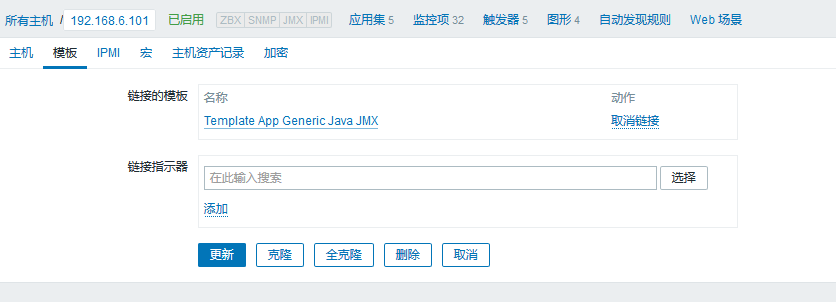 所有主机 / 192.168.6.101 已启用 ZBX SNMP JMX IPMI 应用集 5 监控项 32 触发器 5 图形 4 自动发现规则 Web 场景
主机 模板 IPMI 宏 主机资产记录 加密
链接的模板 名称 动作
Template App Generic Java JMX 取消链接
链接指示器 在此输入搜索 选择
添加
更新 克隆 全克隆 删除 取消